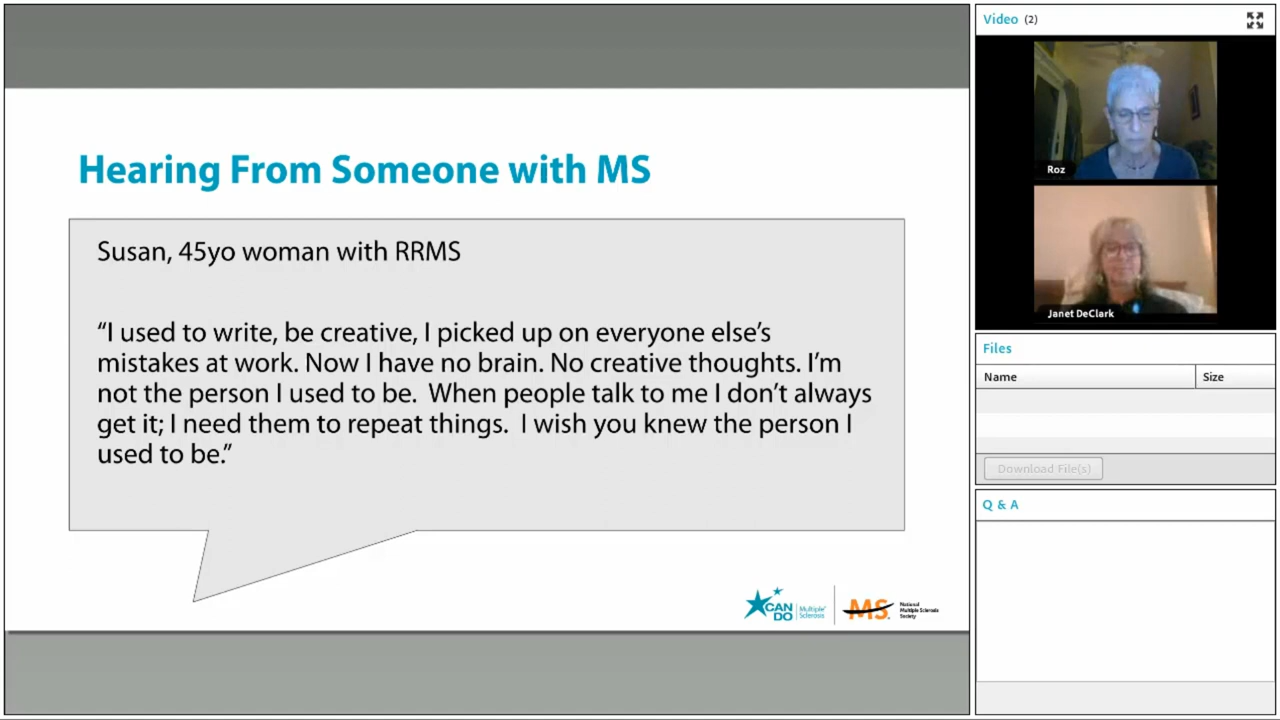 Hearing From Someone with MS
Susan, 45yo woman with RRMS
“I used to write, be creative, I picked up on everyone else’s
mistakes at work. Now I have no brain. No creative thoughts. I’m
not the person I used to be.  When people talk to me I don’t always
get it; I need them to repeat things.  I wish you knew the person I
used to be.”
CAN
DO
Multiple
Sclerosis
MS
National
Multiple Sclerosis
Society
Video (2)
Roz
Janet DeClark
Files
Name Size
Download File(s)
Q & A